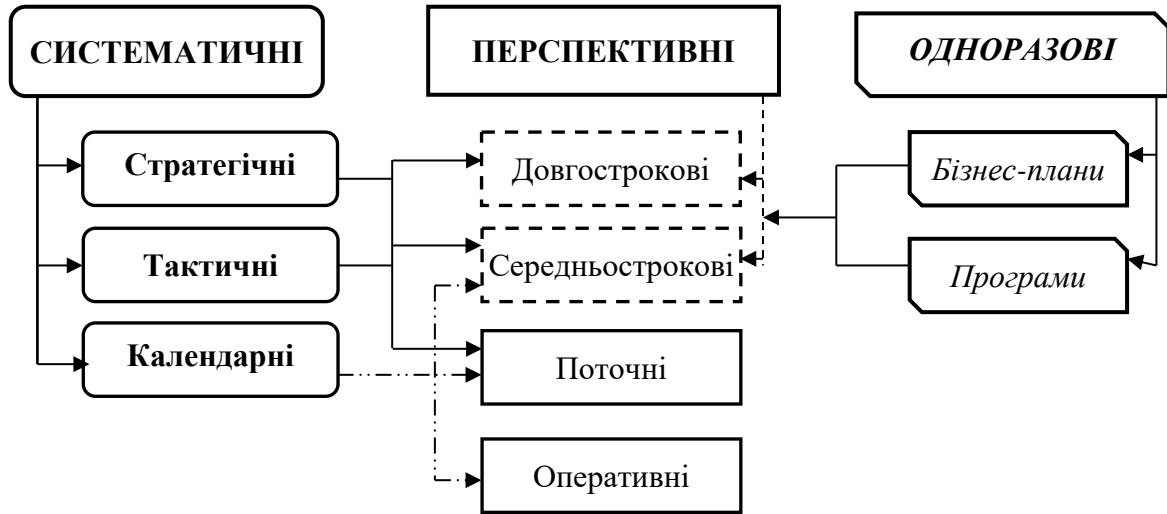 СИСТЕМАТИЧНІ
ПЕРСПЕКТИВНІ
ОДНОРАЗОВІ
Стратегічні
Довгострокові
Бізнес-плани
Тактичні
Середньострокові
Програми
Календарні
Поточні
Оперативні